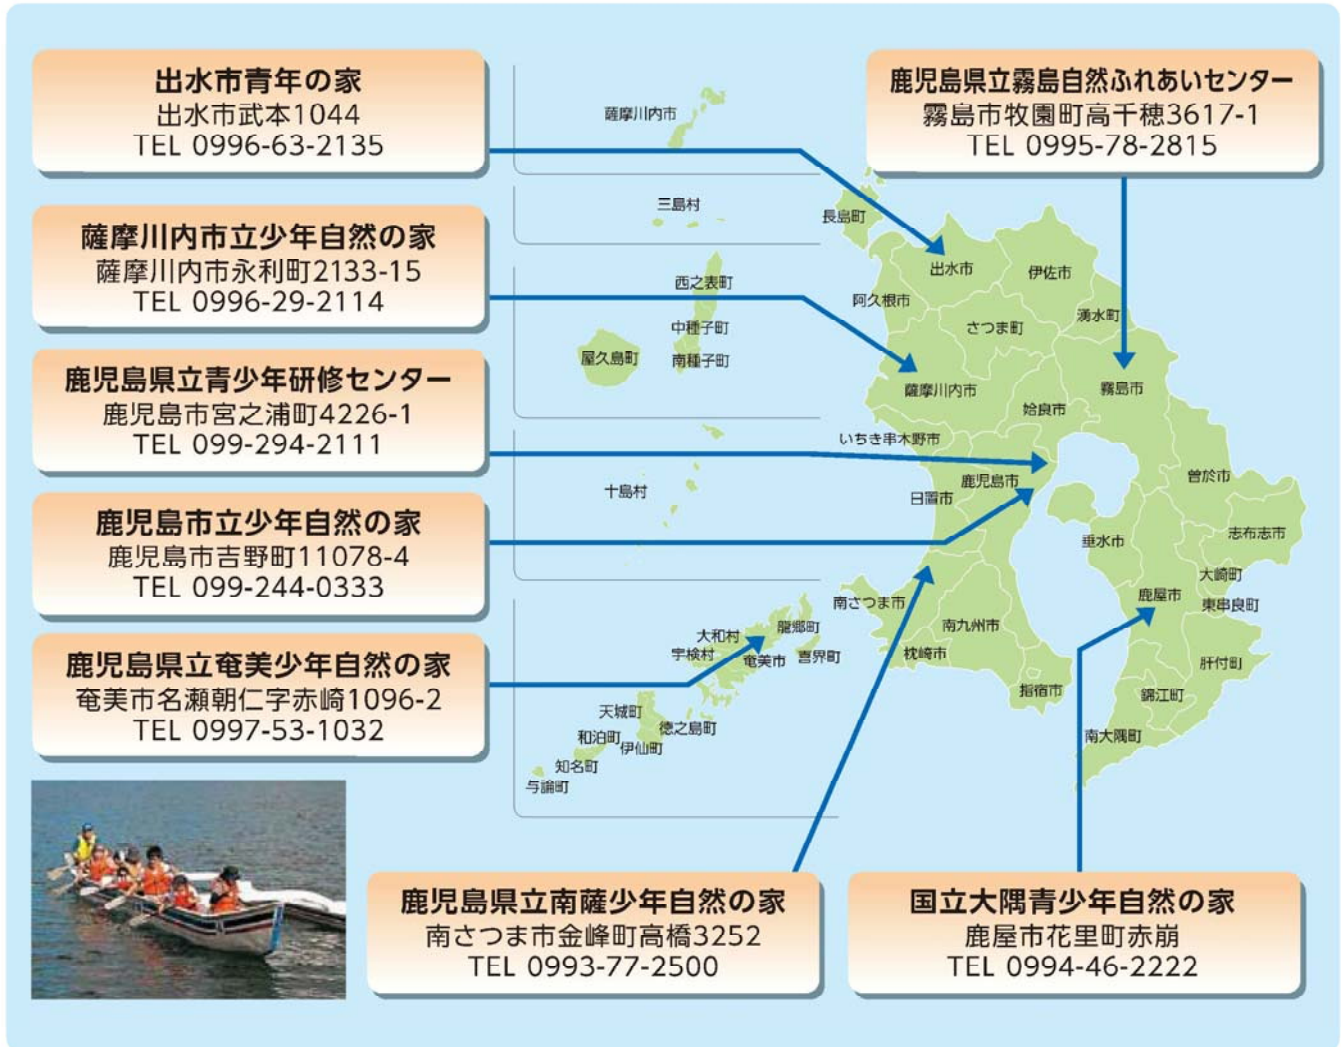 出水市青年の家
出水市武本1044
TEL 0996-63-2135
鹿児島県立霧島自然ふれあいセンター
霧島市牧園町高千穂3617-1
TEL 0995-78-2815
薩摩川内市立少年自然の家
薩摩川内市永利町2133-15
TEL 0996-29-2114
鹿児島県立青少年研修センター
鹿児島市宮之浦町4226-1
TEL 099-294-2111
鹿児島市立少年自然の家
鹿児島市吉野町11078-4
TEL 099-244-0333
鹿児島県立奄美少年自然の家
奄美市名瀬朝仁字赤崎1096-2
TEL 0997-53-1032
鹿児島県立南薩少年自然の家
南さつま市金峰町高橋3252
TEL 0993-77-2500
国立大隅青少年自然の家
鹿屋市花里町赤崩
TEL 0994-46-2222
薩摩川内市
三島村
西之表町
中種子町
南種子町
屋久島町
十島村
大和村
龍郷町
宇検村
奄美市
喜界町
天城町
徳之島町
和泊町
伊仙町
知名町
与論町
長島町
出水市
伊佐市
阿久根市
さつま町
湧水町
薩摩川内市
霧島市
姶良市
いちき串木野市
鹿児島市
日置市
曽於市
垂水市
志布志市
大崎町
鹿屋市
東串良町
南さつま市
南九州市
枕崎市
肝付町
指宿市
錦江町
南大隅町